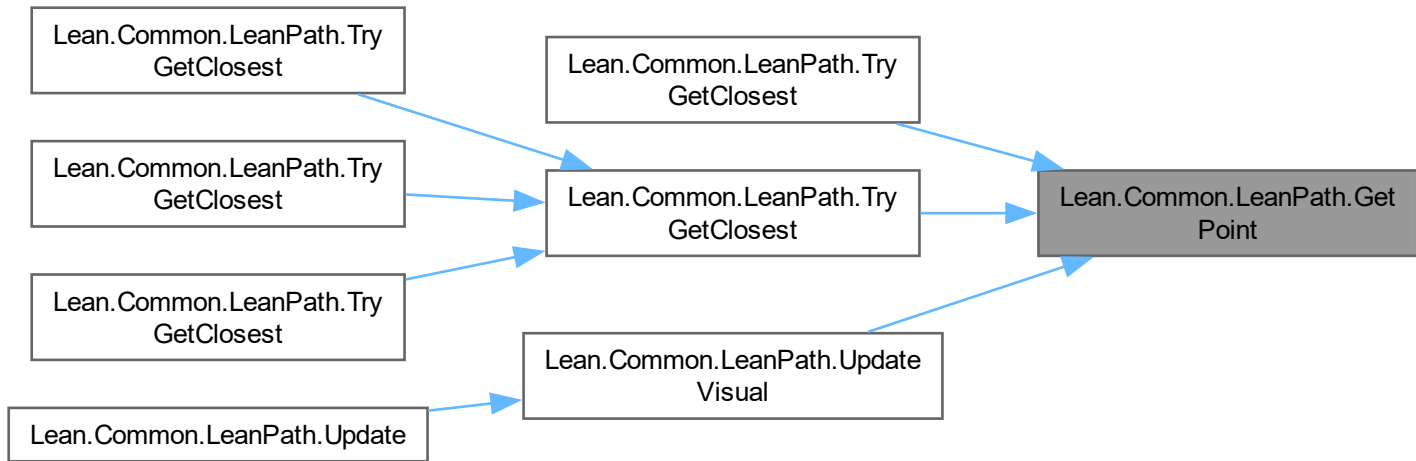 Lean.Common.LeanPath.Try
GetClosest
Lean.Common.LeanPath.Try
GetClosest
Lean.Common.LeanPath.Try
GetClosest
Lean.Common.LeanPath.Update
Lean.Common.LeanPath.Try
GetClosest
Lean.Common.LeanPath.Try
GetClosest
Lean.Common.LeanPath.Update
Visual
Lean.Common.LeanPath.Get
Point